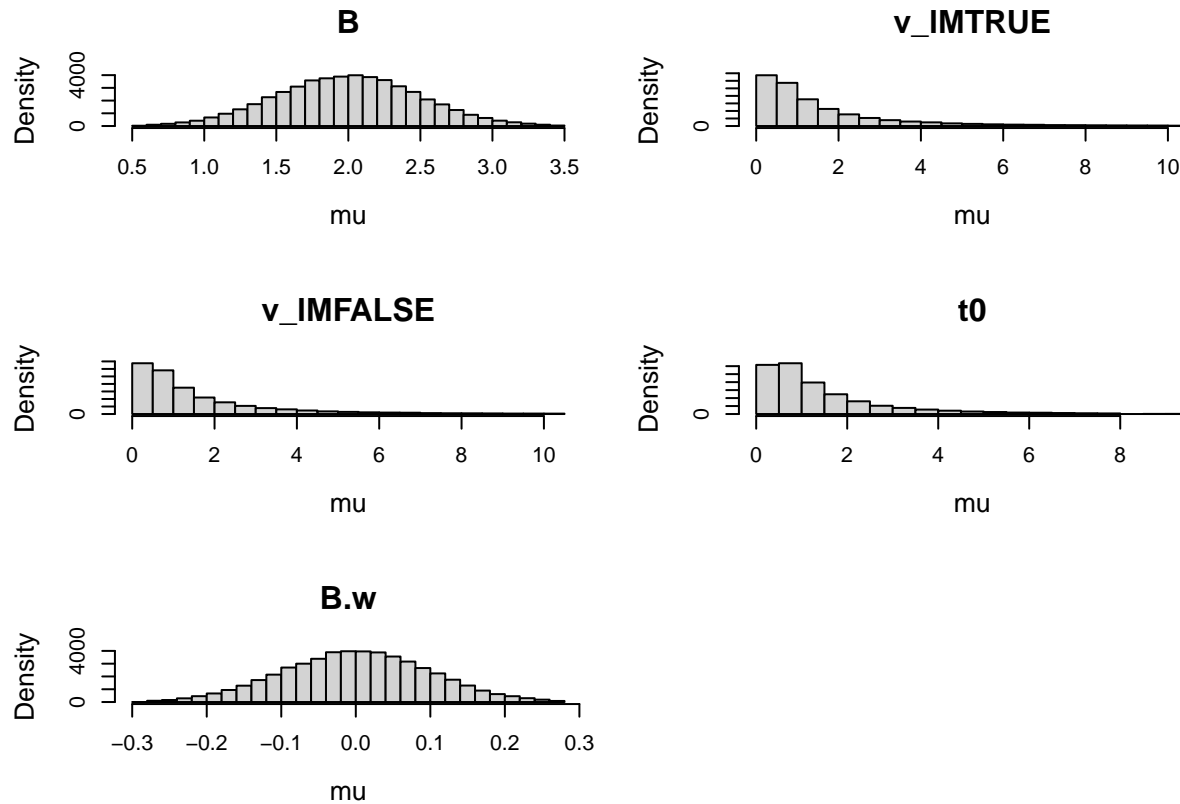 B
Density
0 4000
0.5 1.0 1.5 2.0 2.5 3.0 3.5
mu
v_IMTRUE
Density
0
0 2 4 6 8 10
mu
v_IMFALSE
Density
0
0 2 4 6 8 10
mu
t0
Density
0
0 2 4 6 8
mu
B.w
Density
0 4000
−0.3 −0.2 −0.1 0.0 0.1 0.2 0.3
mu